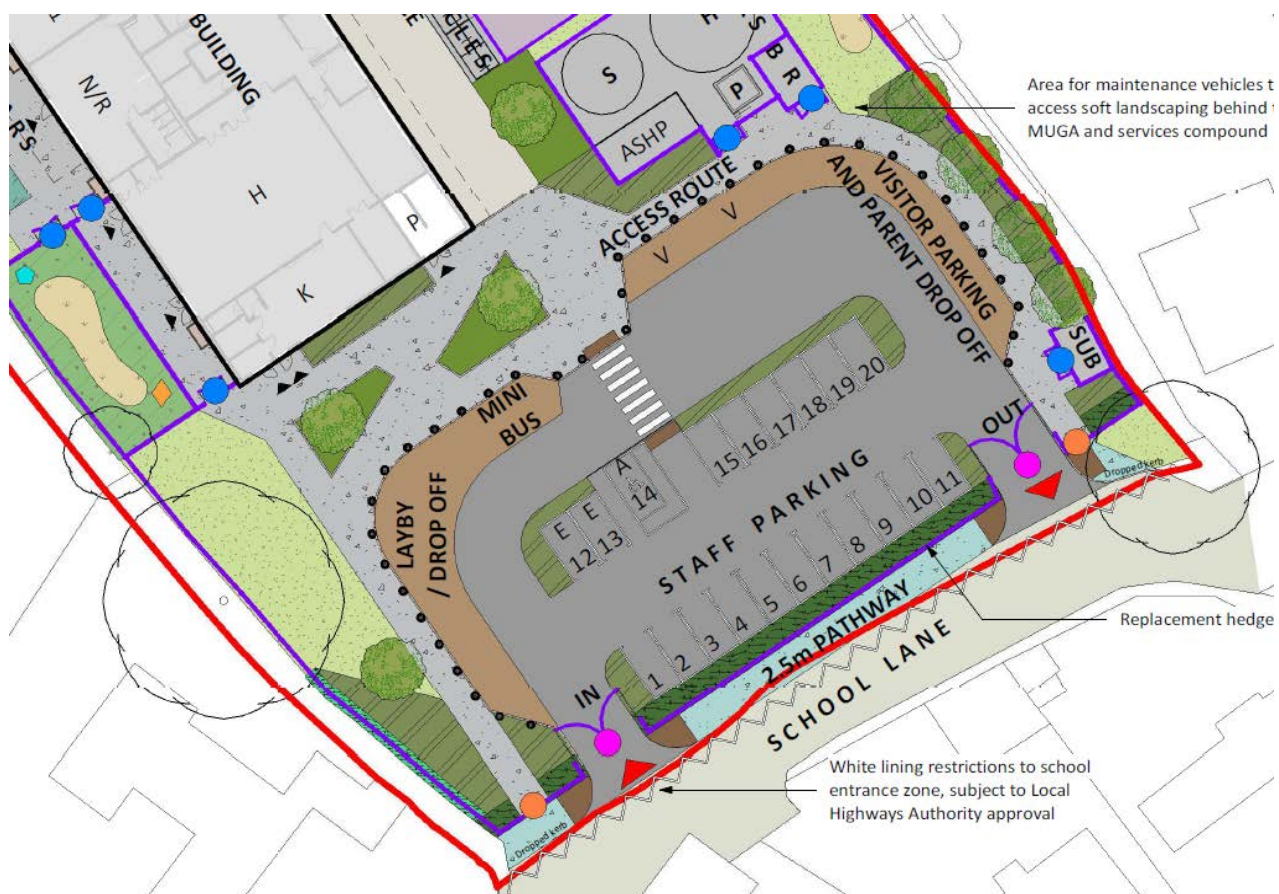 BUILDING
N/R
H
K
P
CLES
S
ASHP
P
B
R
Area for maintenance vehicles t
access soft landscaping behind
MUGA and services compound
ACCESS ROUTE
V
V
VISITOR PARKING
AND PARENT DROP OFF
SUB
MINI
BUS
LAYBY
/ DROP OFF
A
E
E
12
13
14
15
16
17
18
19
20
STAFF PARKING
1
2
3
4
5
6
7
8
9
10
11
IN
OUT
Dropped kerb
Dropped kerb
2.5m PATHWAY
SCHOOL LANE
Replacement hedge
White lining restrictions to school
entrance zone, subject to Local
Highways Authority approval